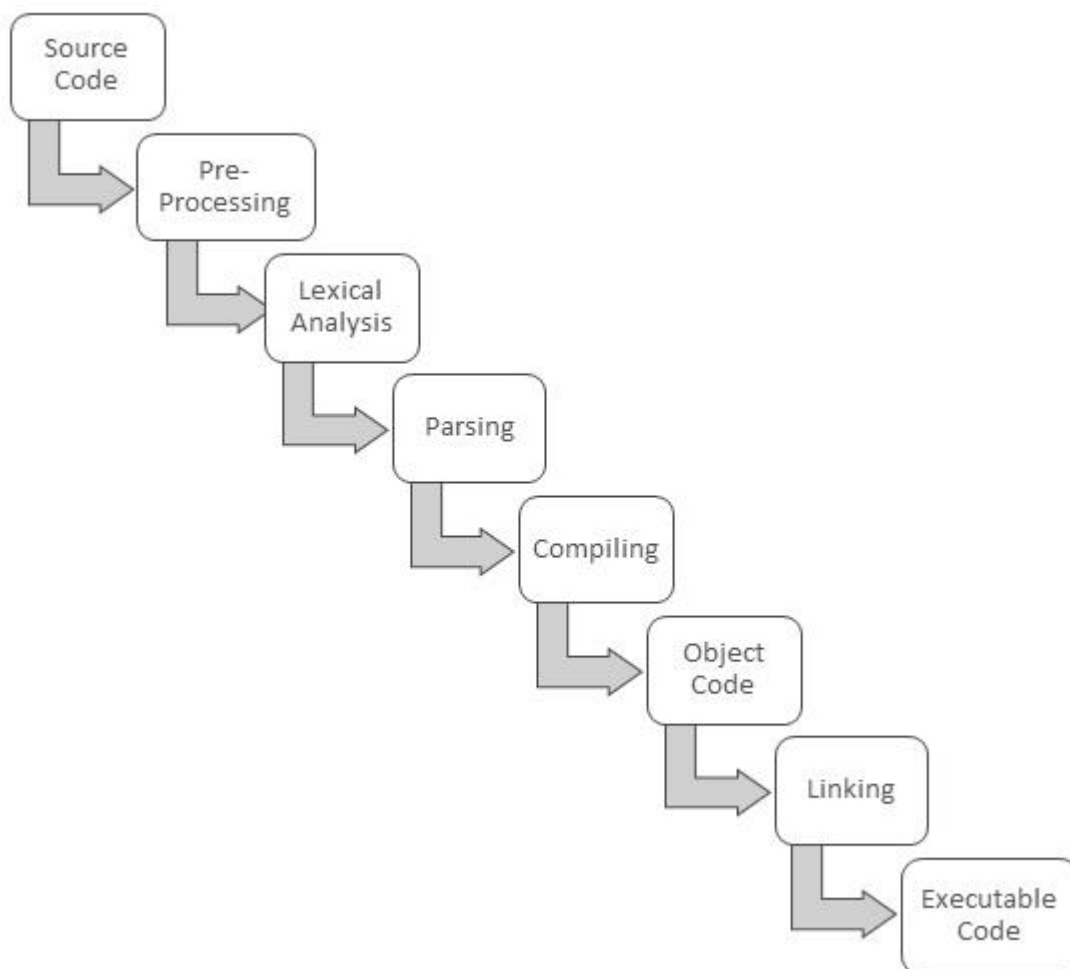 Source
Code
Pre-
Processing
Lexical
Analysis
Parsing
Compiling
Object
Code
Linking
Executable
Code